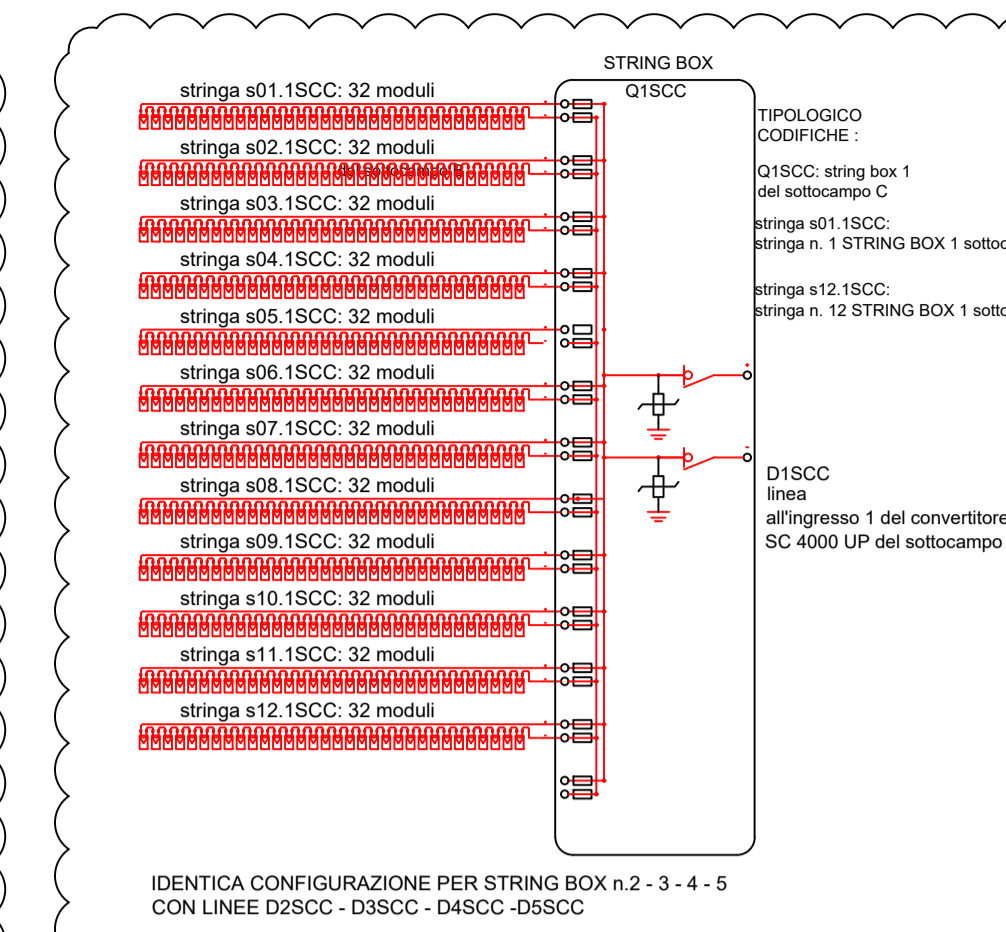 STRING BOX
Q1SCC
stringa s01.1SCC: 32 moduli
stringa s02.1SCC: 32 moduli
del sottocampo B
stringa s03.1SCC: 32 moduli
stringa s04.1SCC: 32 moduli
stringa s05.1SCC: 32 moduli
stringa s06.1SCC: 32 moduli
stringa s07.1SCC: 32 moduli
stringa s08.1SCC: 32 moduli
stringa s09.1SCC: 32 moduli
stringa s10.1SCC: 32 moduli
stringa s11.1SCC: 32 moduli
stringa s12.1SCC: 32 moduli
TIPOLOGICO
CODIFICHE :
Q1SCC: string box 1
del sottocampo C
stringa s01.1SCC:
stringa n. 1 STRING BOX 1
stringa s12.1SCC:
stringa n. 12 STRING BOX 1
+
-
D1SCC
linea
all'ingresso 1 del convertitore
SC 4000 UP del sottocampo
IDENTICA CONFIGURAZIONE PER STRING BOX n.2 - 3 - 4 - 5
CON LINEE D2SCC - D3SCC - D4SCC -D5SCC